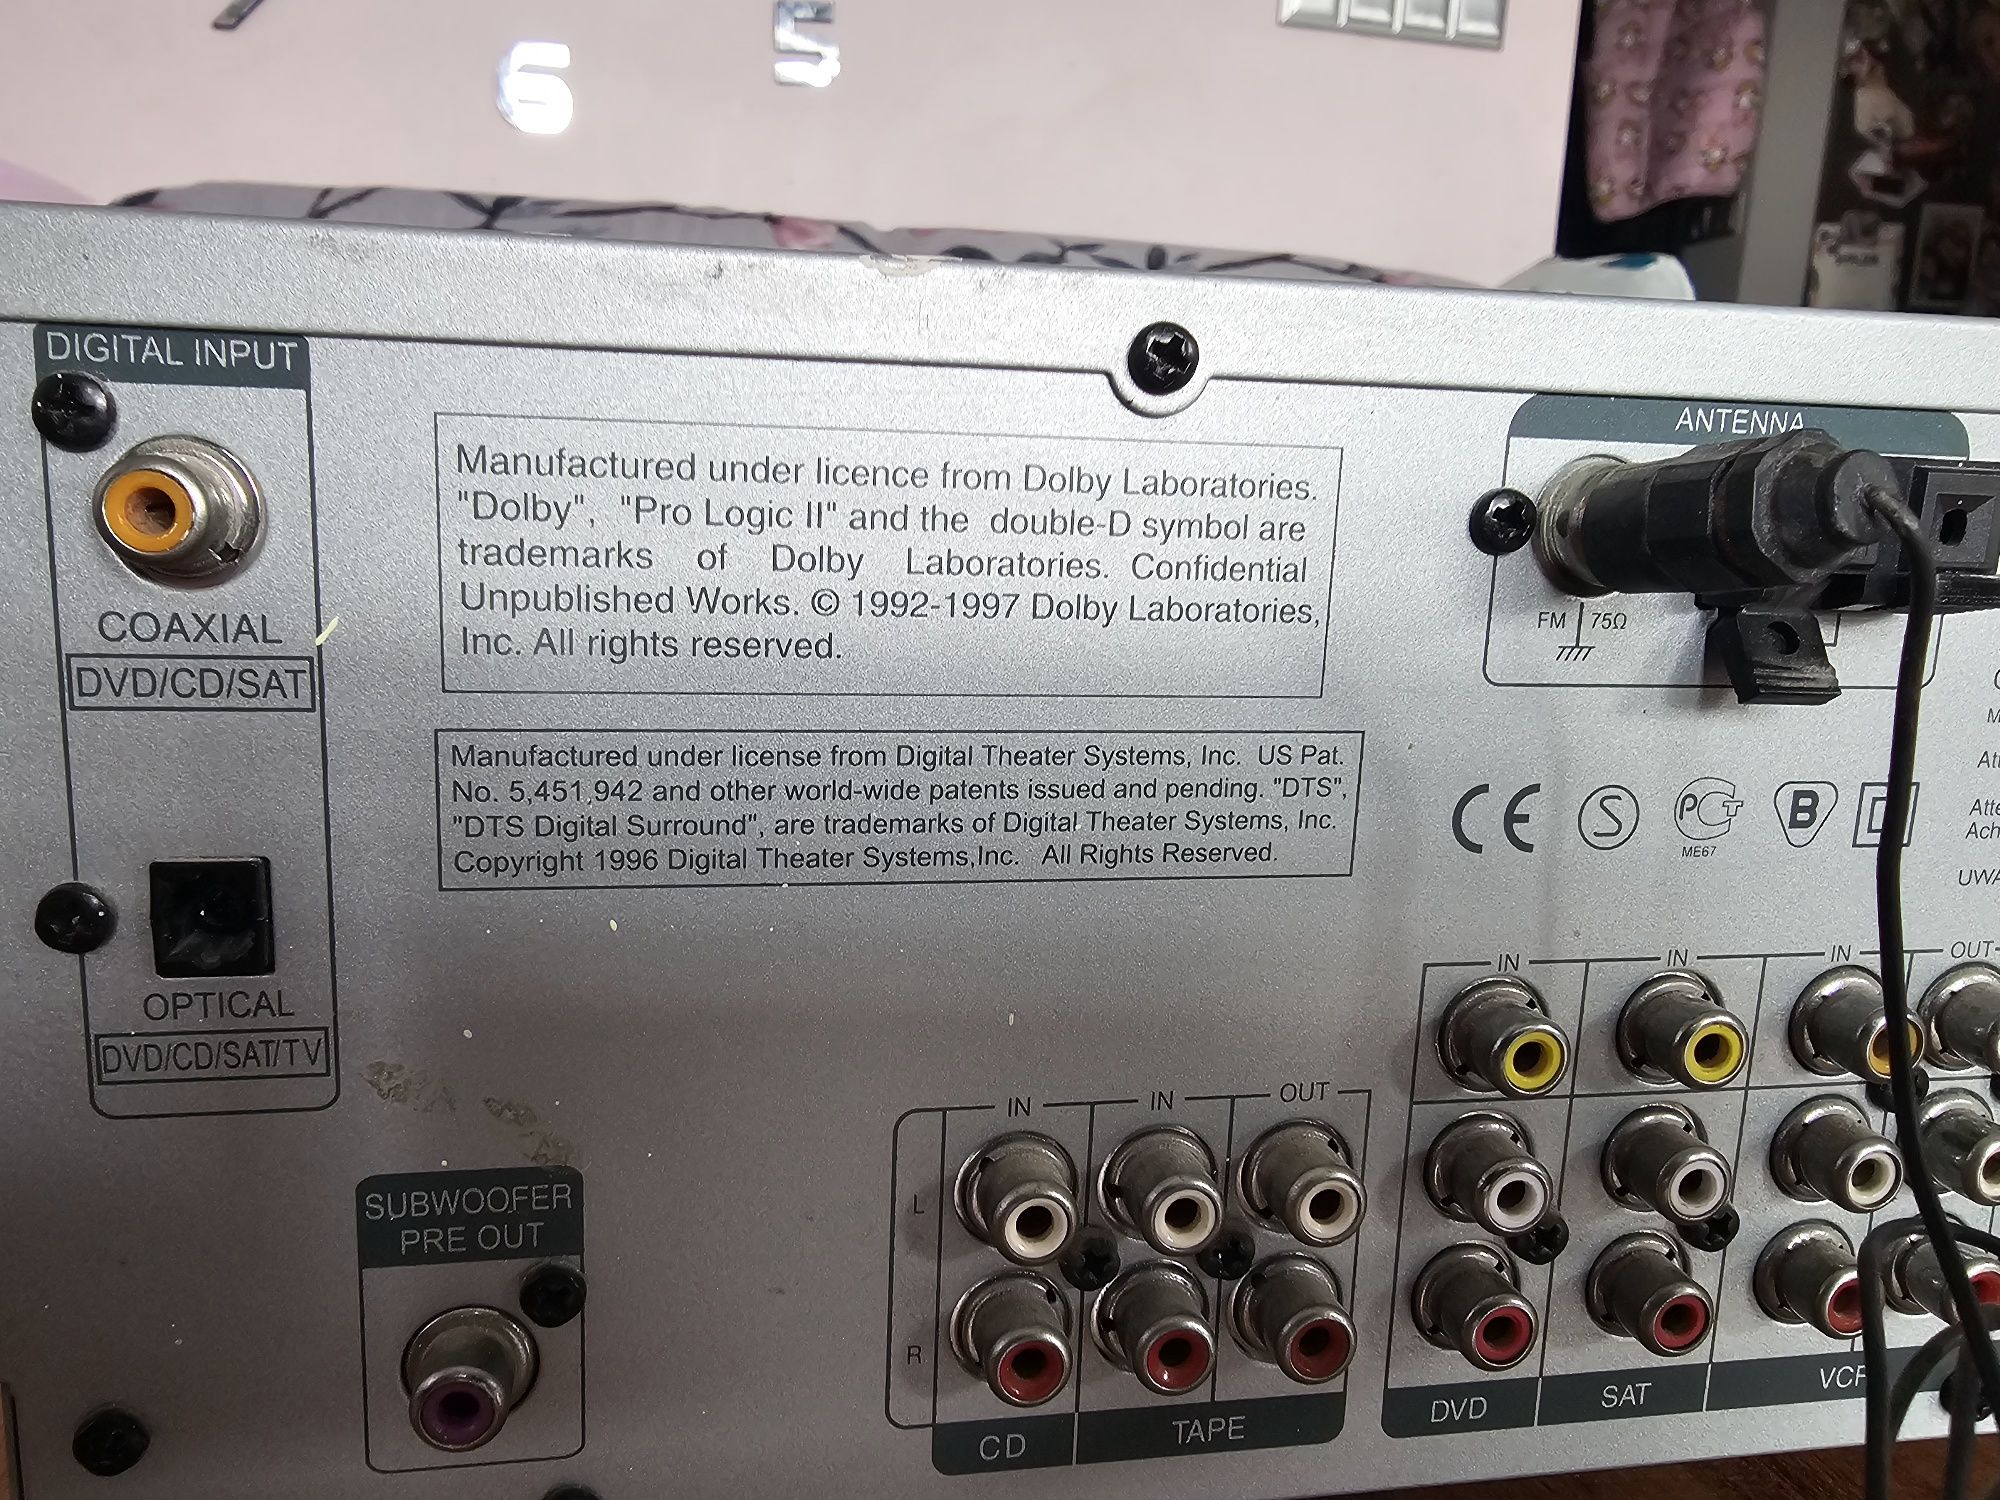 6 5
DIGITAL INPUT
COAXIAL
DVD/CD/SAT
OPTICAL
DVD/CD/SAT/TV
Manufactured under licence from Dolby Laboratories.
"Dolby", "Pro Logic II" and the double-D symbol are
trademarks of Dolby Laboratories. Confidential
Unpublished Works. © 1992-1997 Dolby Laboratories,
Inc. All rights reserved.
Manufactured under license from Digital Theater Systems, Inc. US Pat.
No. 5,451,942 and other world-wide patents issued and pending. "DTS",
"DTS Digital Surround", are trademarks of Digital Theater Systems, Inc.
Copyright 1996 Digital Theater Systems,Inc. All Rights Reserved.
ANTENNA
FM 75Ω
CE S PCT B
ME67
SUBWOOFER
PRE OUT
IN IN OUT
L
R
CD TAPE
IN IN IN OUT
DVD SAT